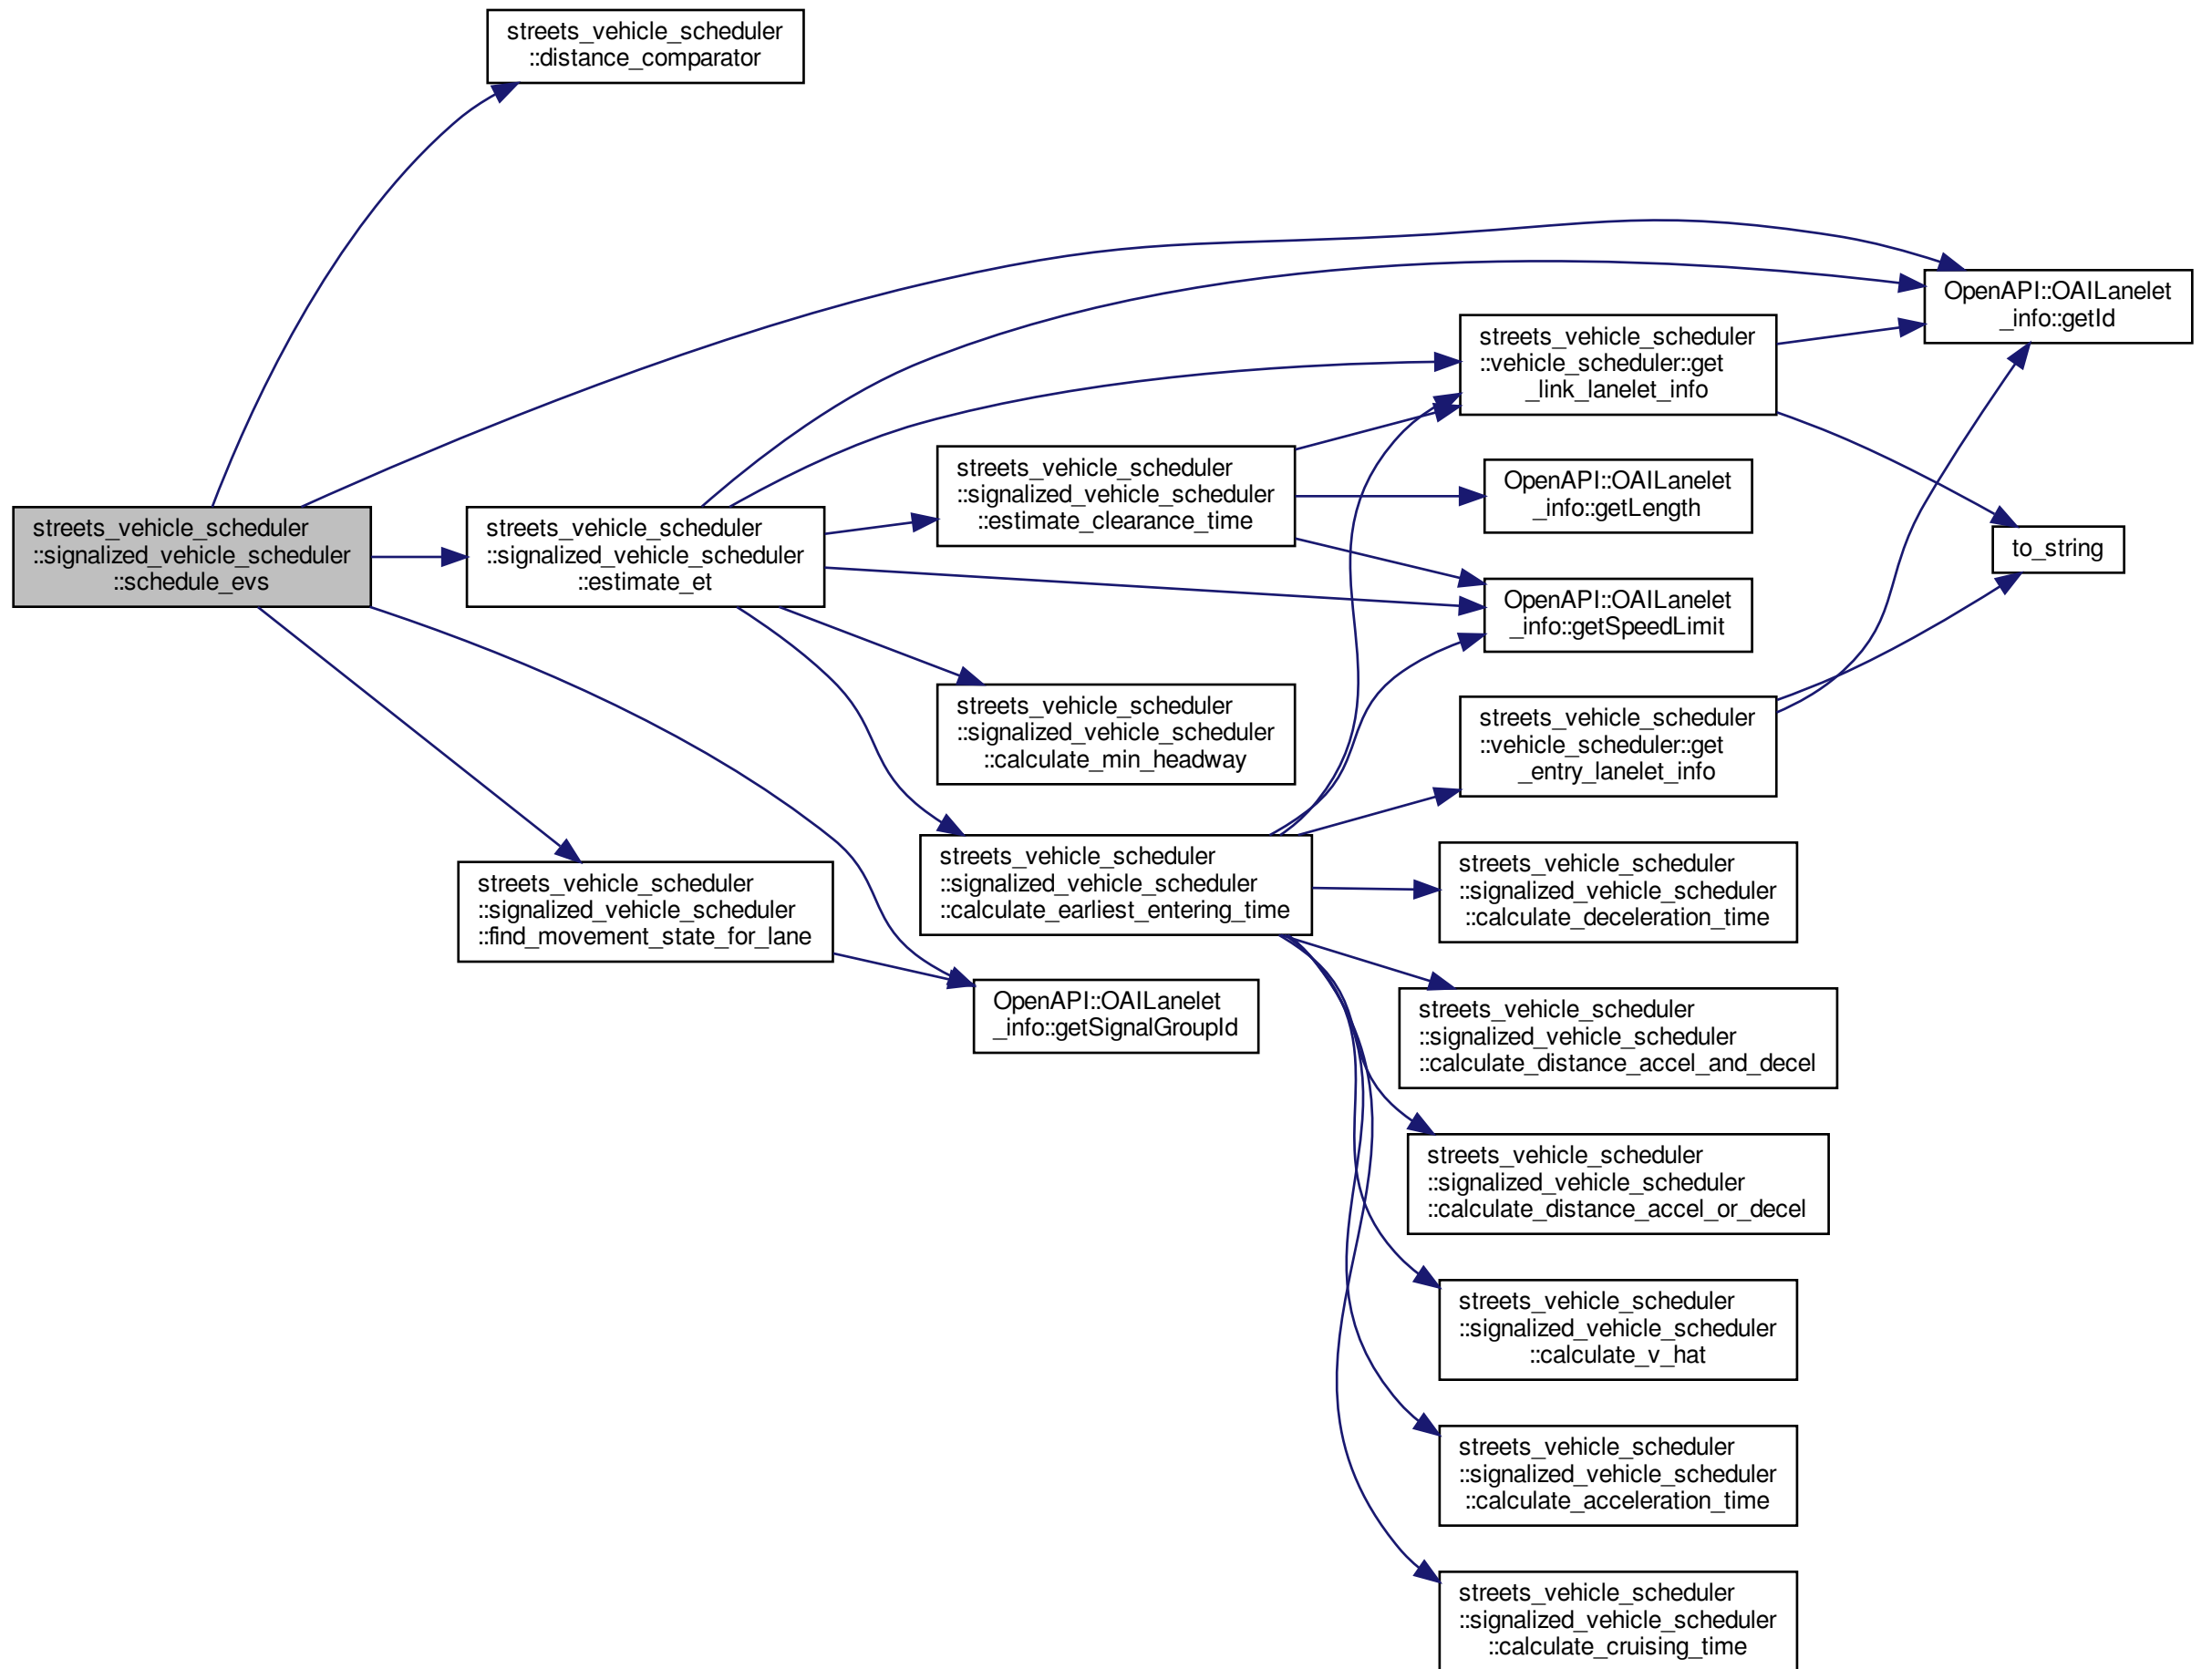 streets_vehicle_scheduler
::distance_comparator
OpenAPI::OAILanelet
_info::getId
streets_vehicle_scheduler
::vehicle_scheduler::get
_link_lanelet_info
streets_vehicle_scheduler
::signalized_vehicle_scheduler
::estimate_clearance_time
OpenAPI::OAILanelet
_info::getLength
streets_vehicle_scheduler
::signalized_vehicle_scheduler
::schedule_evs
streets_vehicle_scheduler
::signalized_vehicle_scheduler
::estimate_et
to_string
OpenAPI::OAILanelet
_info::getSpeedLimit
streets_vehicle_scheduler
::signalized_vehicle_scheduler
::calculate_min_headway
streets_vehicle_scheduler
::vehicle_scheduler::get
_entry_lanelet_info
streets_vehicle_scheduler
::signalized_vehicle_scheduler
::calculate_earliest_entering_time
streets_vehicle_scheduler
::signalized_vehicle_scheduler
::calculate_deceleration_time
streets_vehicle_scheduler
::signalized_vehicle_scheduler
::find_movement_state_for_lane
OpenAPI::OAILanelet
_info::getSignalGroupId
streets_vehicle_scheduler
::signalized_vehicle_scheduler
::calculate_distance_accel_and_decel
streets_vehicle_scheduler
::signalized_vehicle_scheduler
::calculate_distance_accel_or_decel
streets_vehicle_scheduler
::signalized_vehicle_scheduler
::calculate_v_hat
streets_vehicle_scheduler
::signalized_vehicle_scheduler
::calculate_acceleration_time
streets_vehicle_scheduler
::signalized_vehicle_scheduler
::calculate_cruising_time